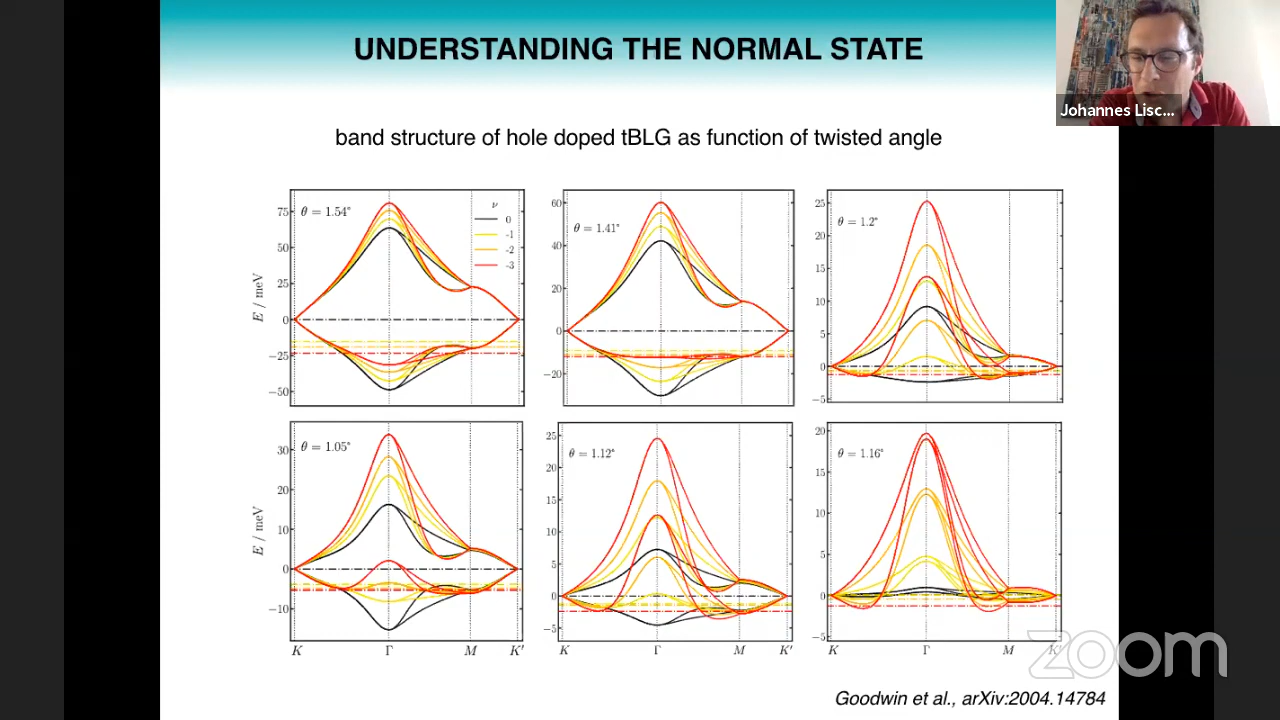 UNDERSTANDING THE NORMAL STATE
Johannes Lisc...
band structure of hole doped tBLG as function of twisted angle
θ = 1.54°
ν
0
-1
-2
-3
75
50
25
0
−25
−50
E / meV
θ = 1.41°
60
40
20
0
−20
θ = 1.2°
25
20
15
10
5
0
−5
θ = 1.05°
30
20
10
0
−10
E / meV
K Γ M K′
θ = 1.12°
25
20
15
10
5
0
−5
K Γ M K′
θ = 1.16°
20
15
10
5
0
−5
K Γ M K′
zoom
Goodwin et al., arXiv:2004.14784